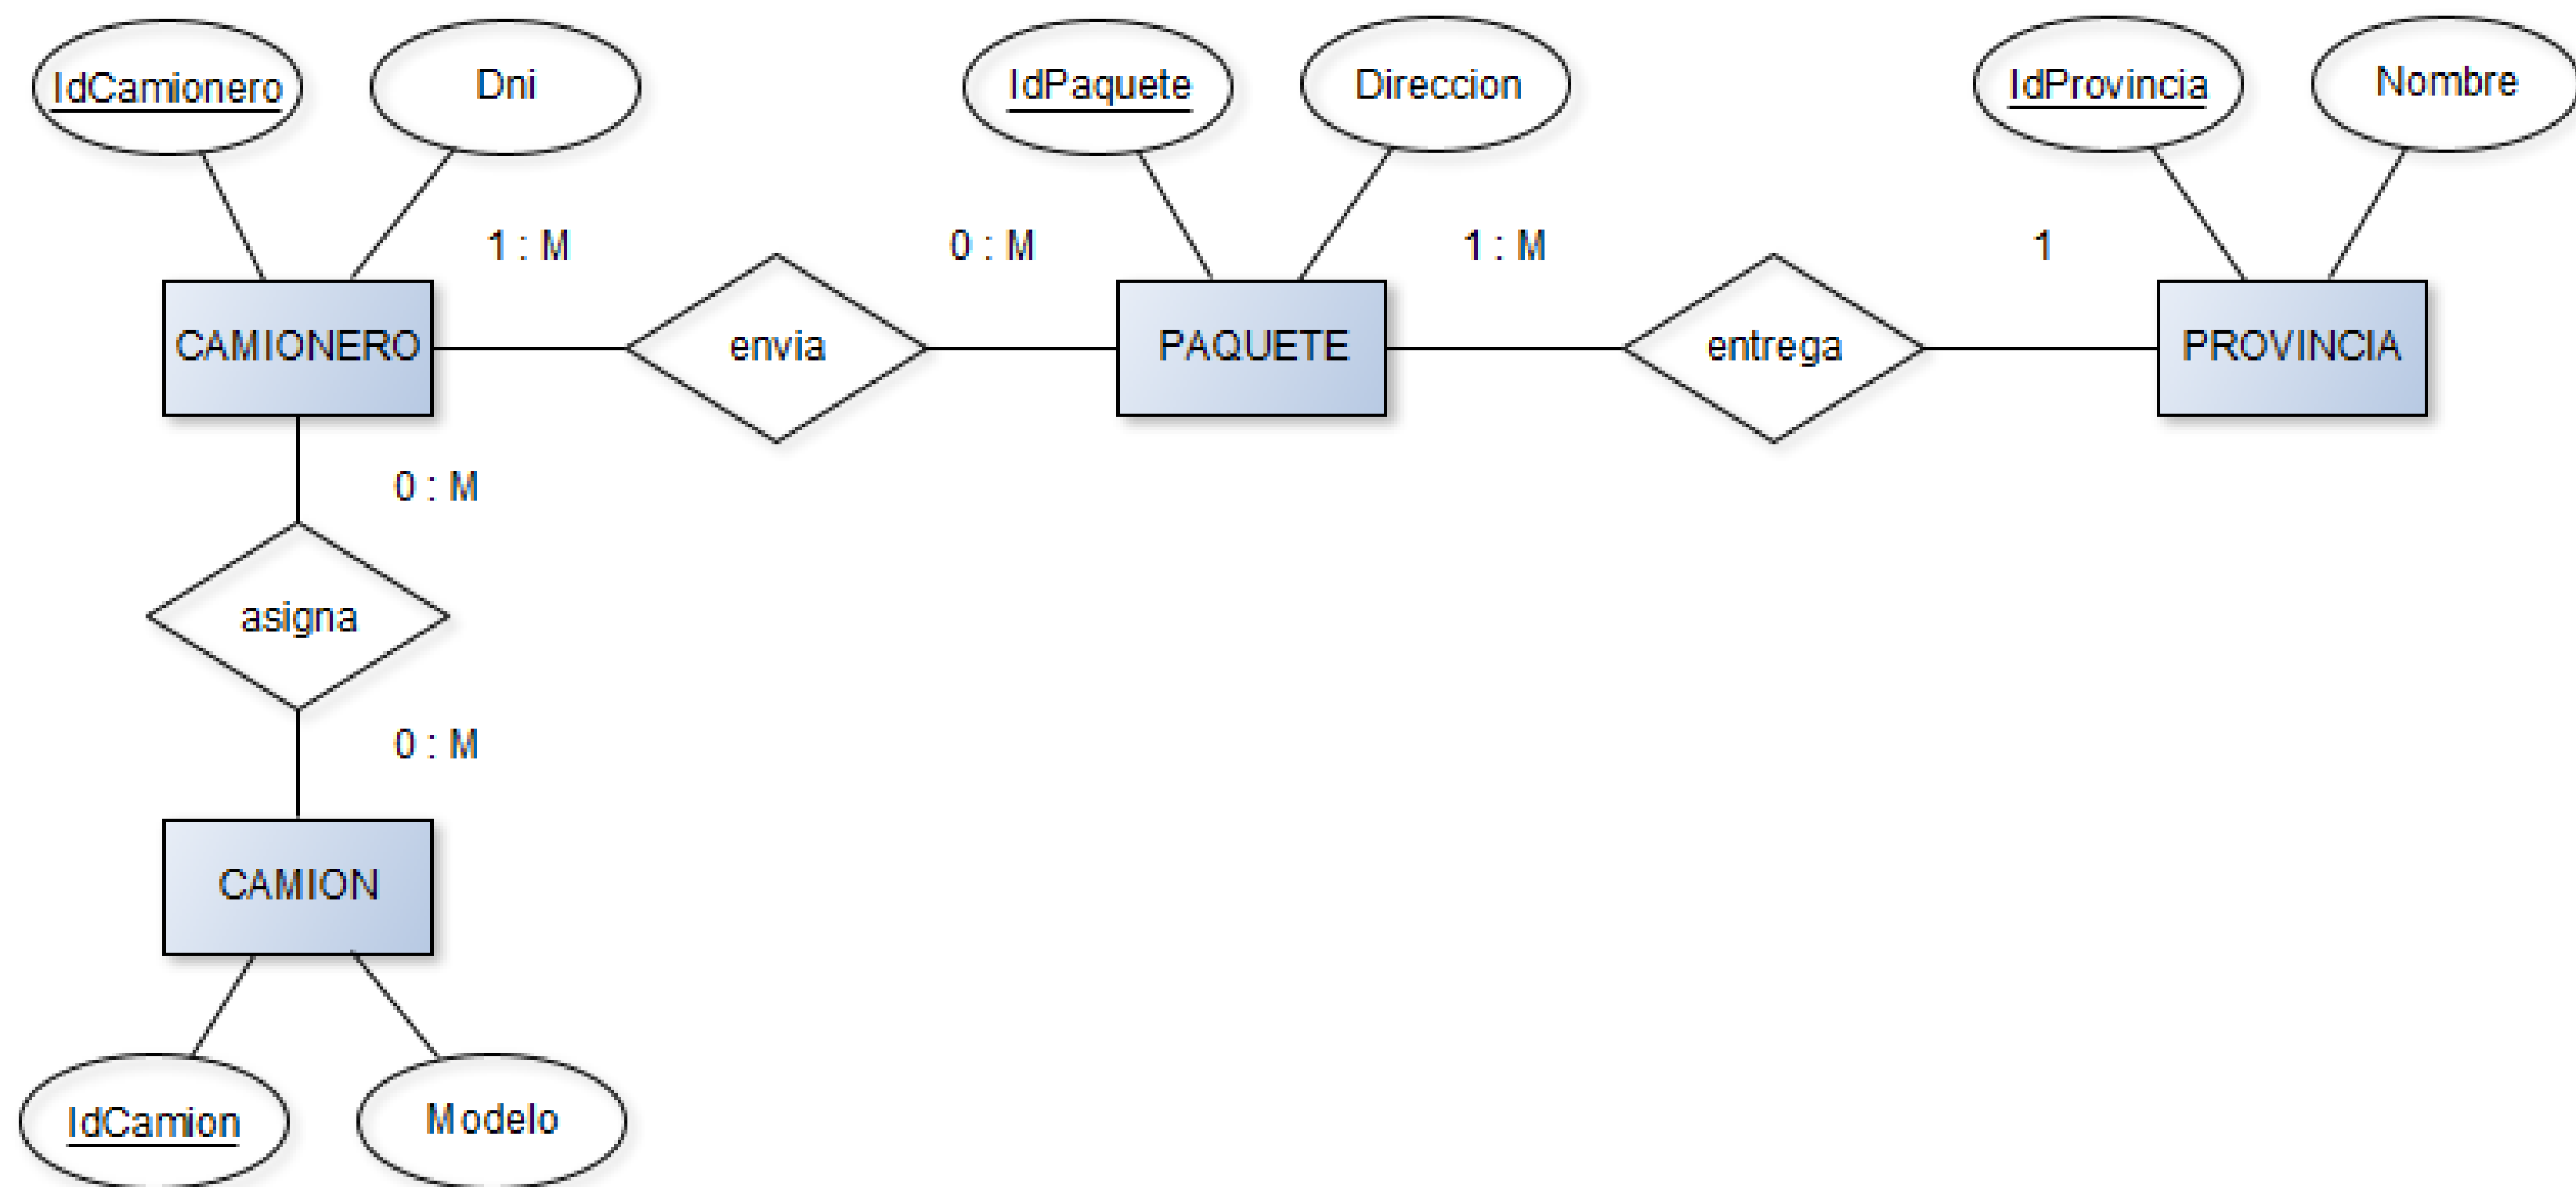 IdCamionero
Dni
IdPaquete
Direccion
IdProvincia
Nombre
1 : M
0 : M
1 : M
1
CAMIONERO
envia
PAQUETE
entrega
PROVINCIA
0 : M
asigna
0 : M
CAMION
IdCamion
Modelo